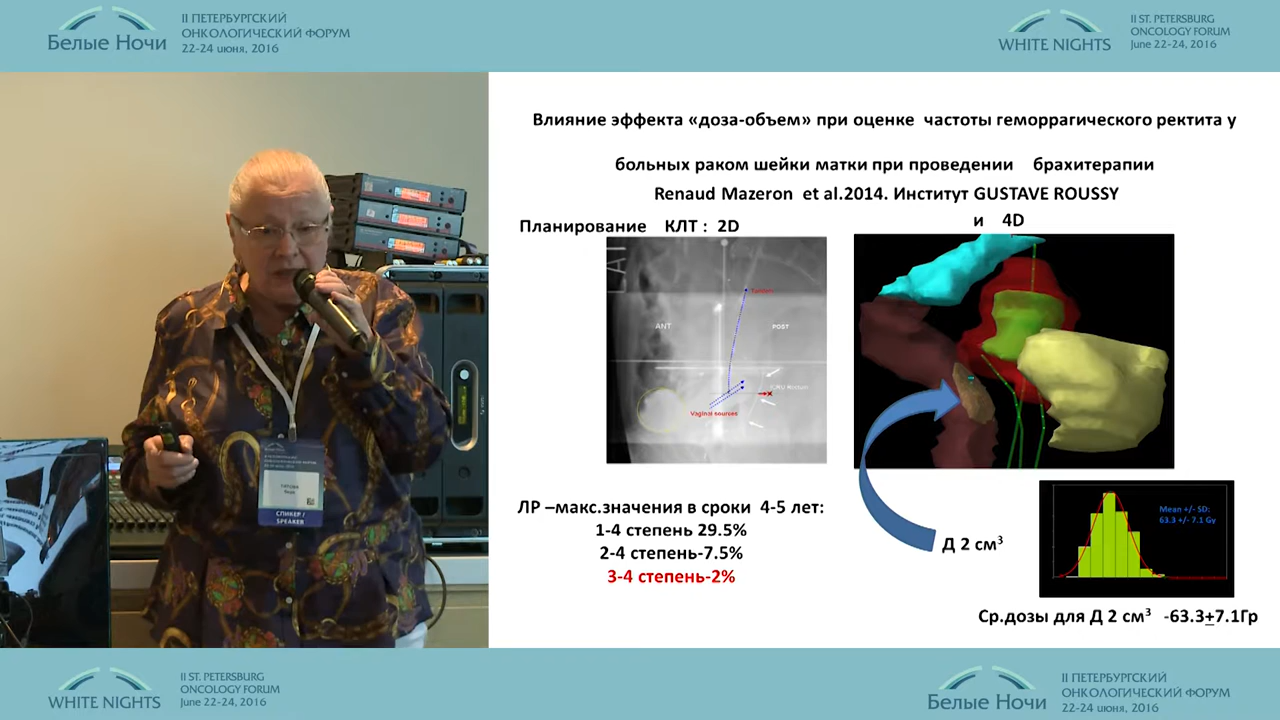 Белые Ночи
II ПЕТЕРБУРГСКИЙ
ОНКОЛОГИЧЕСКИЙ ФОРУМ
22-24 июня, 2016
WHITE NIGHTS
II ST. PETERSBURG
ONCOLOGY FORUM
June 22-24, 2016
Влияние эффекта «доза-объем» при оценке частоты геморрагического ректита у
больных раком шейки матки при проведении брахитерапии
Renaud Mazeron et al.2014. Институт GUSTAVE ROUSSY
Планирование КЛТ : 2D
и 4D
ANT
POST
Vaginal sources
ЛР –макс.значения в сроки 4-5 лет:
1-4 степень 29.5%
2-4 степень-7.5%
3-4 степень-2%
Д 2 см³
Mean +/- SD:
63.3 +/- 7.1 Gy
Ср.дозы для Д 2 см³ -63.3±7.1Гр
СПИКЕР /
SPEAKER
WHITE NIGHTS
II ST. PETERSBURG
ONCOLOGY FORUM
June 22-24, 2016
Белые Ночи
II ПЕТЕРБУРГСКИЙ
ОНКОЛОГИЧЕСКИЙ ФОРУМ
22-24 июня, 2016